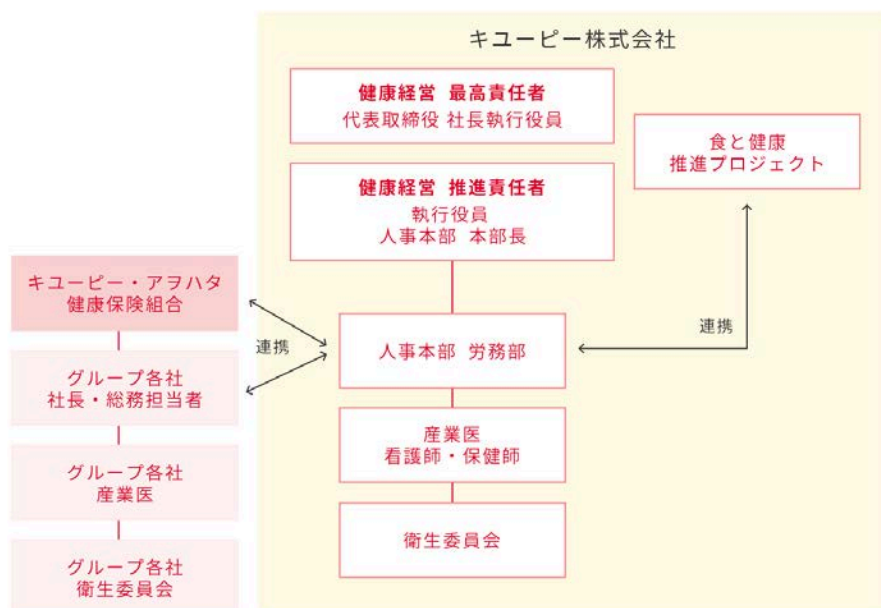 キユーピー株式会社
健康経営 最高責任者
代表取締役 社長執行役員
食と健康
推進プロジェクト
健康経営 推進責任者
執行役員
人事本部 本部長
キユーピー・アヲハタ
健康保険組合
連携
連携
人事本部 労務部
グループ各社
社長・総務担当者
産業医
看護師・保健師
グループ各社
産業医
衛生委員会
グループ各社
衛生委員会